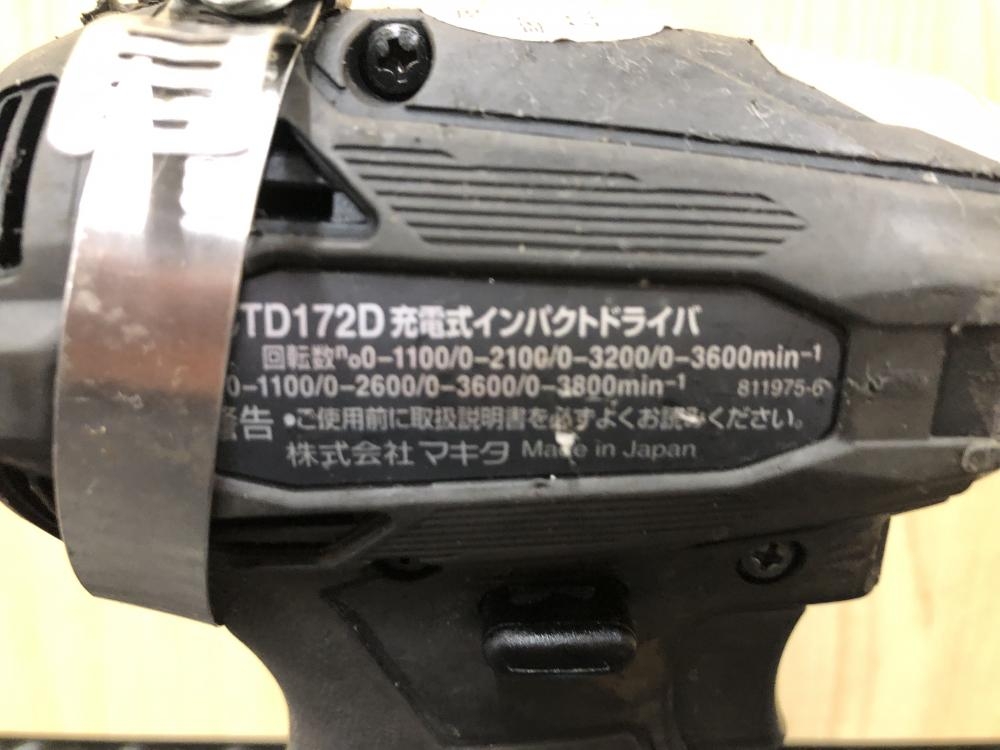 TD172D 充電式インパクトドライバ
回転数 n₀0-1100/0-2100/0-3200/0-3600min⁻¹
0-1100/0-2600/0-3600/0-3800min⁻¹ 811975-6
警告 •ご使用前に取扱説明書を必ずよくお読みください。
株式会社 マキタ Made in Japan